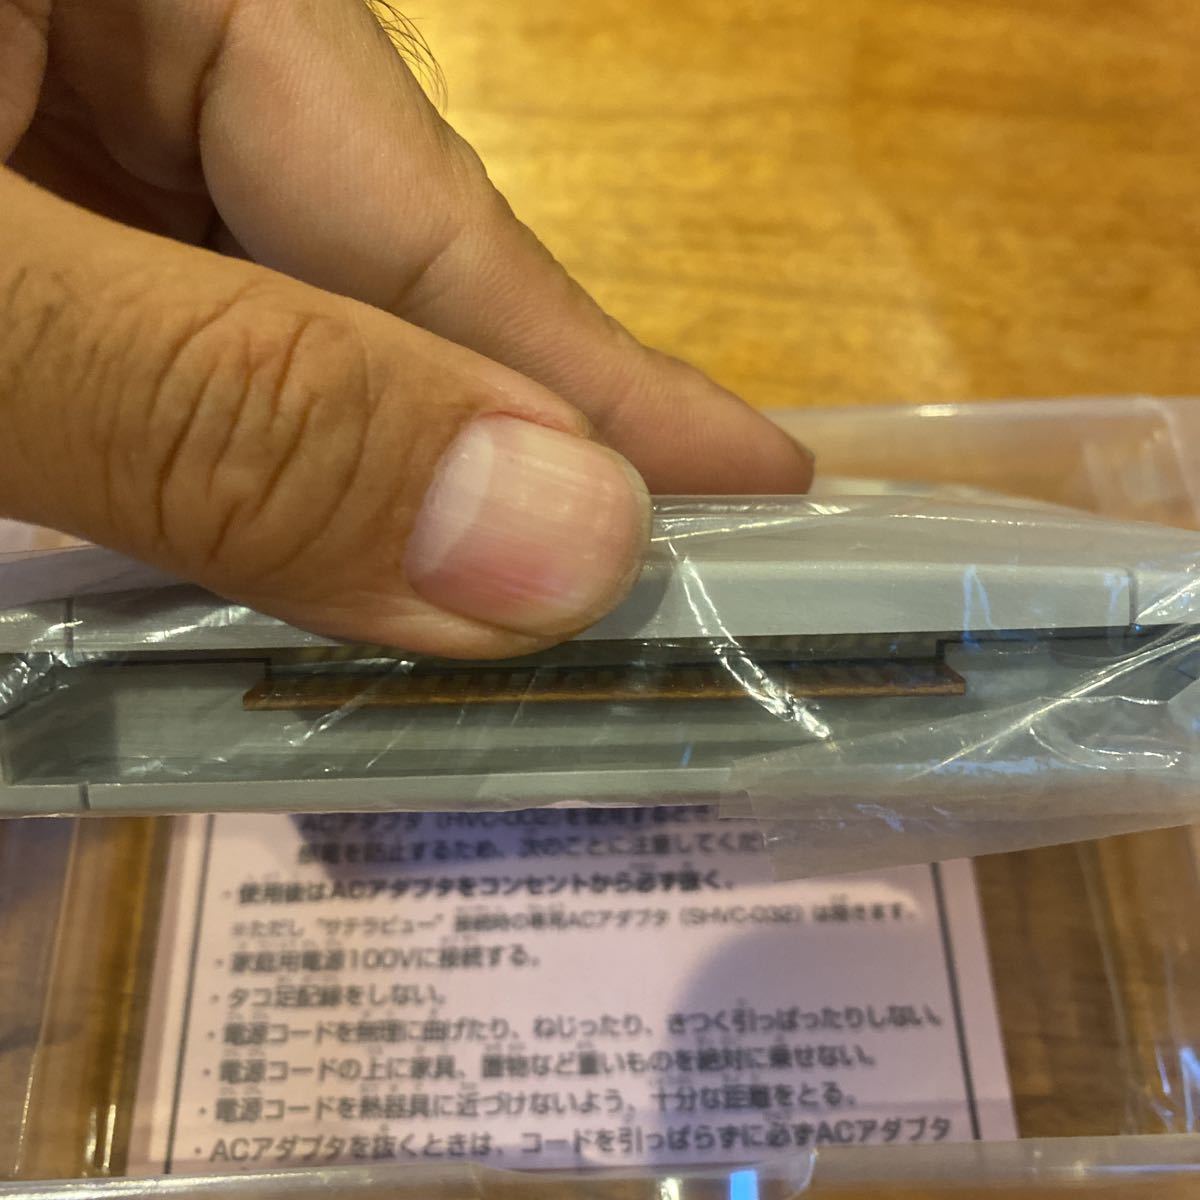 ACアダプタ（HVC-002）を使用するとき
感電を防止するため、次のことに注意してくだ
・使用後はACアダプタをコンセントから必ず抜く。
※ただし“サテラビュー”接続時の専用ACアダプタ（SHVC-032）は除きます。
・家庭用電源100Vに接続する。
・タコ足配線をしない。
・電源コードを無理に曲げたり、ねじったり、きつく引っぱったりしない。
・電源コードの上に家具、置物など重いものを絶対に乗せない。
・電源コードを熱器具に近づけないよう、十分な距離をとる。
・ACアダプタを抜くときは、コードを引っぱらずに必ずACアダプタ